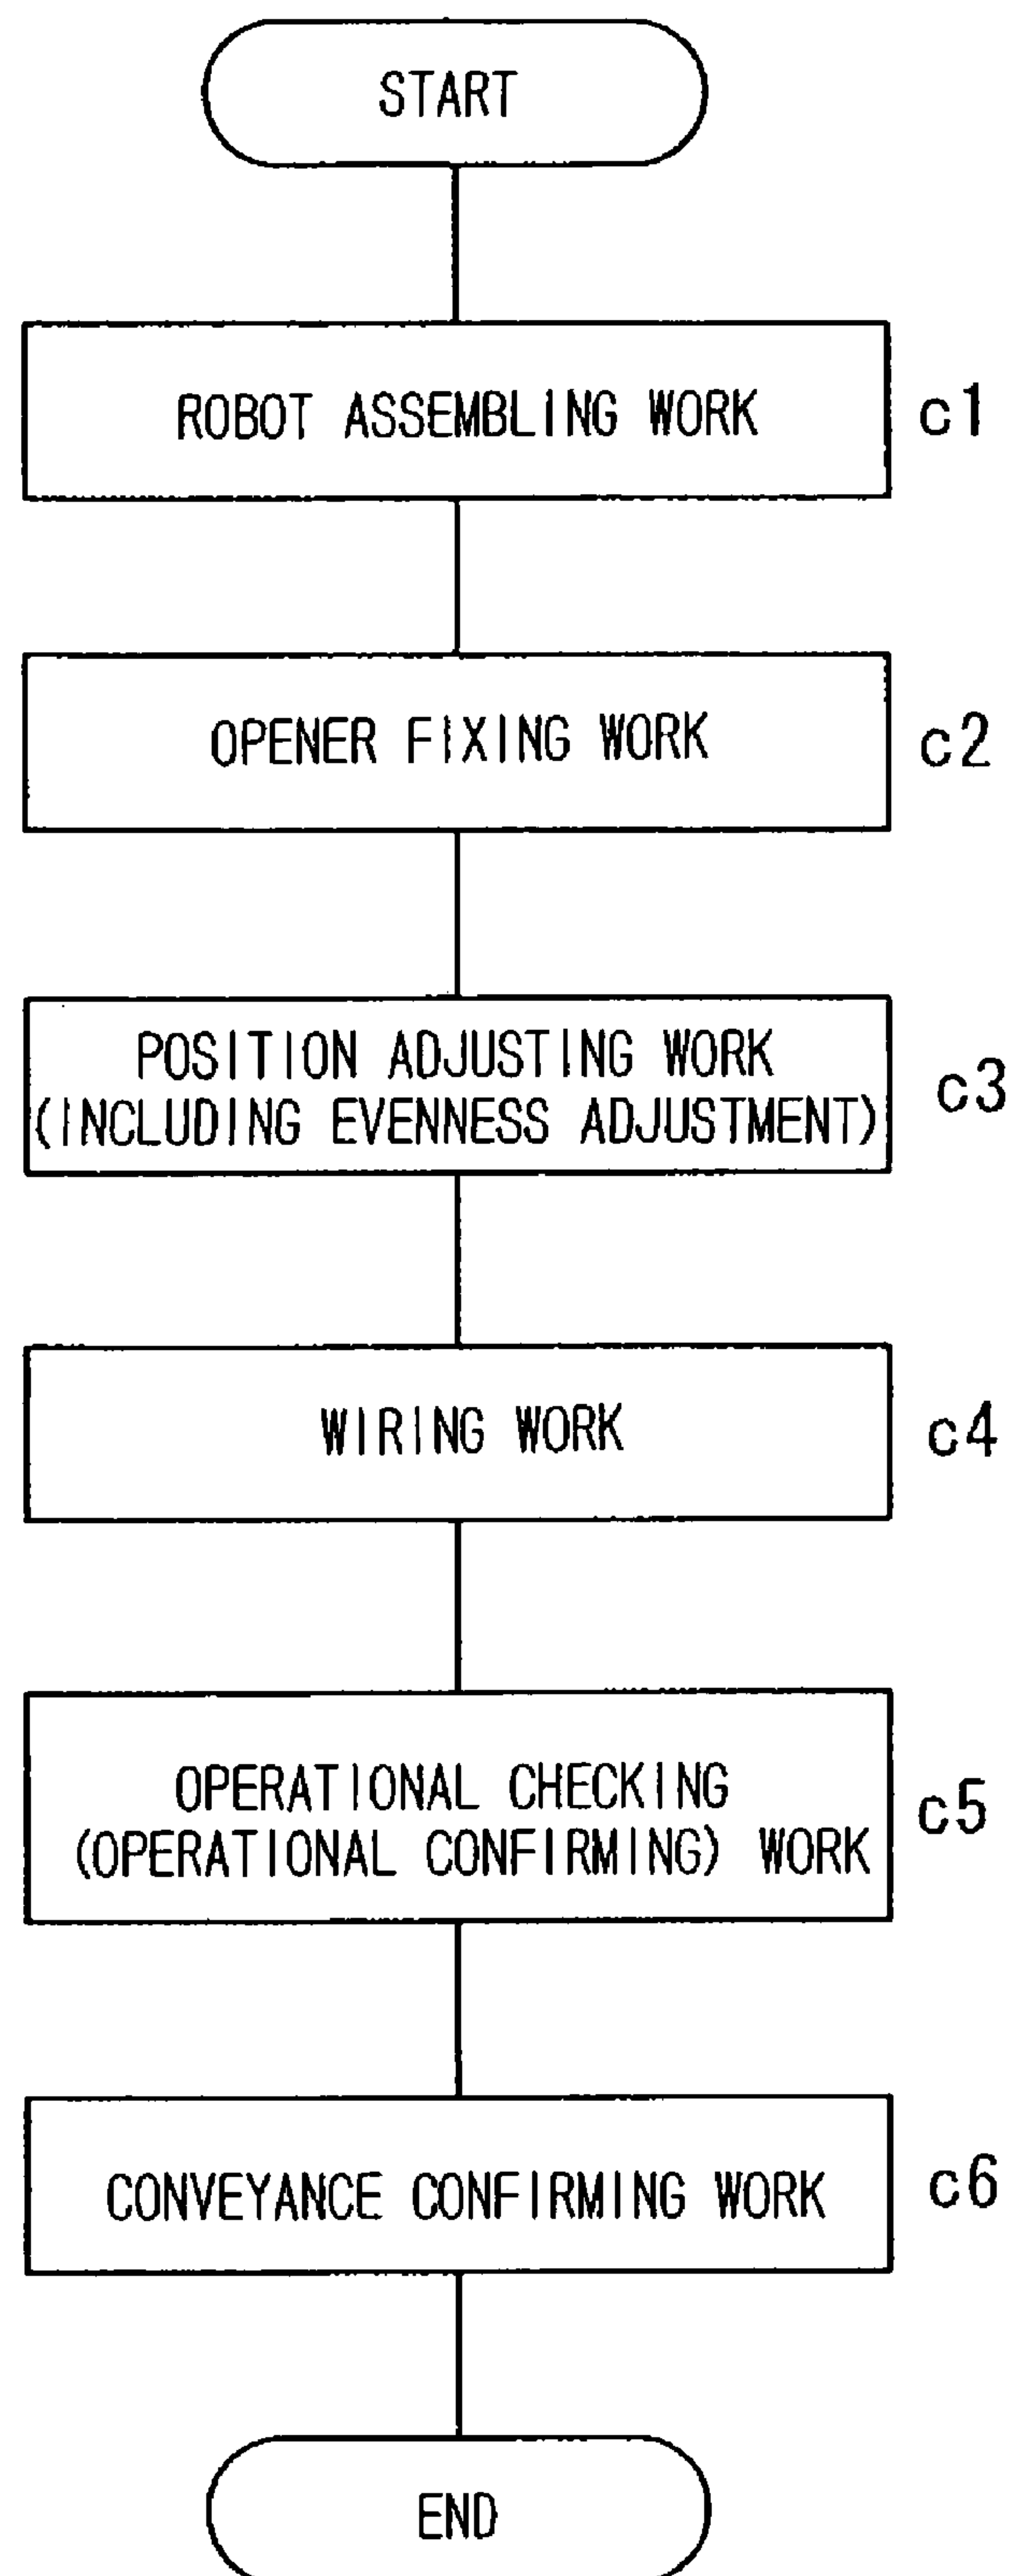 START
ROBOT ASSEMBLING WORK c1
OPENER FIXING WORK c2
POSITION ADJUSTING WORK
(INCLUDING EVENNESS ADJUSTMENT) c3
WIRING WORK c4
OPERATIONAL CHECKING
(OPERATIONAL CONFIRMING) WORK c5
CONVEYANCE CONFIRMING WORK c6
END